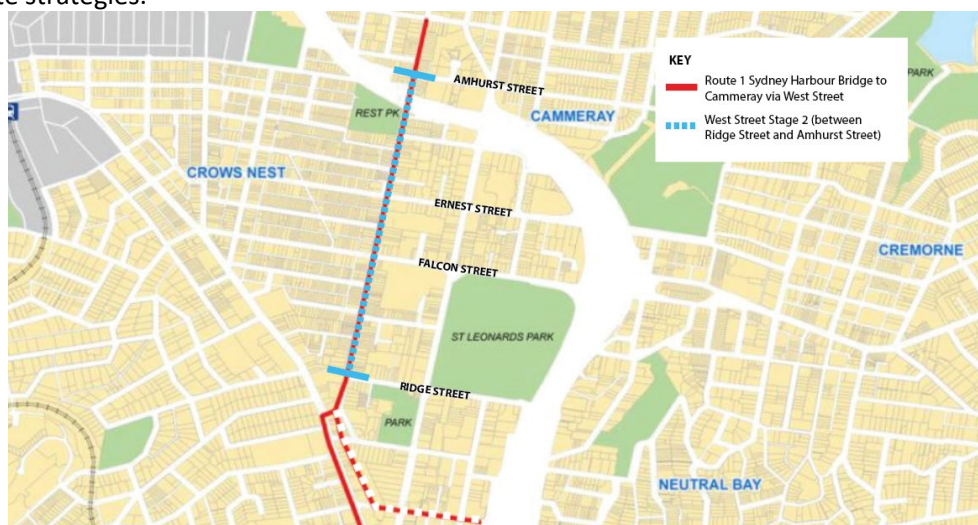 te strategies.
KEY
Route 1 Sydney Harbour Bridge to
Cammeray via West Street
West Street Stage 2 (between
Ridge Street and Amhurst Street)
AMHURST STREET
PARK
REST PK
CAMMERAY
CROWS NEST
ERNEST STREET
CREMORNE
FALCON STREET
ST LEONARDS PARK
RIDGE STREET
PARK
NEUTRAL BAY